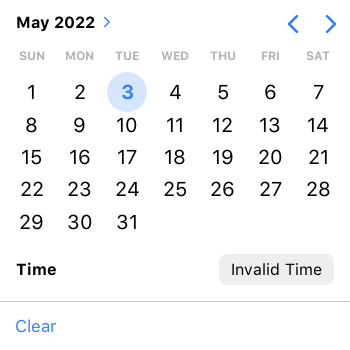 May 2022
SUN MON TUE WED THU FRI SAT
1 2 3 4 5 6 7
8 9 10 11 12 13 14
15 16 17 18 19 20 21
22 23 24 25 26 27 28
29 30 31
Time Invalid Time
Clear